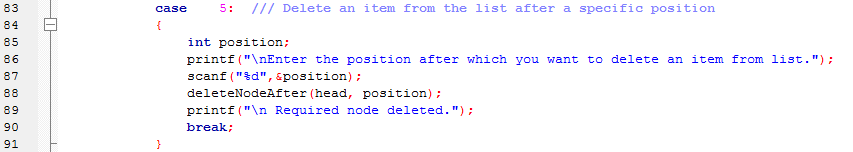 83 case 5: /// Delete an item from the list after a specific position
84 {
85 int position;
86 printf("\nEnter the position after which you want to delete an item from list.");
87 scanf("%d",&position);
88 deleteNodeAfter(head, position);
89 printf("\n Required node deleted.");
90 break;
91 }